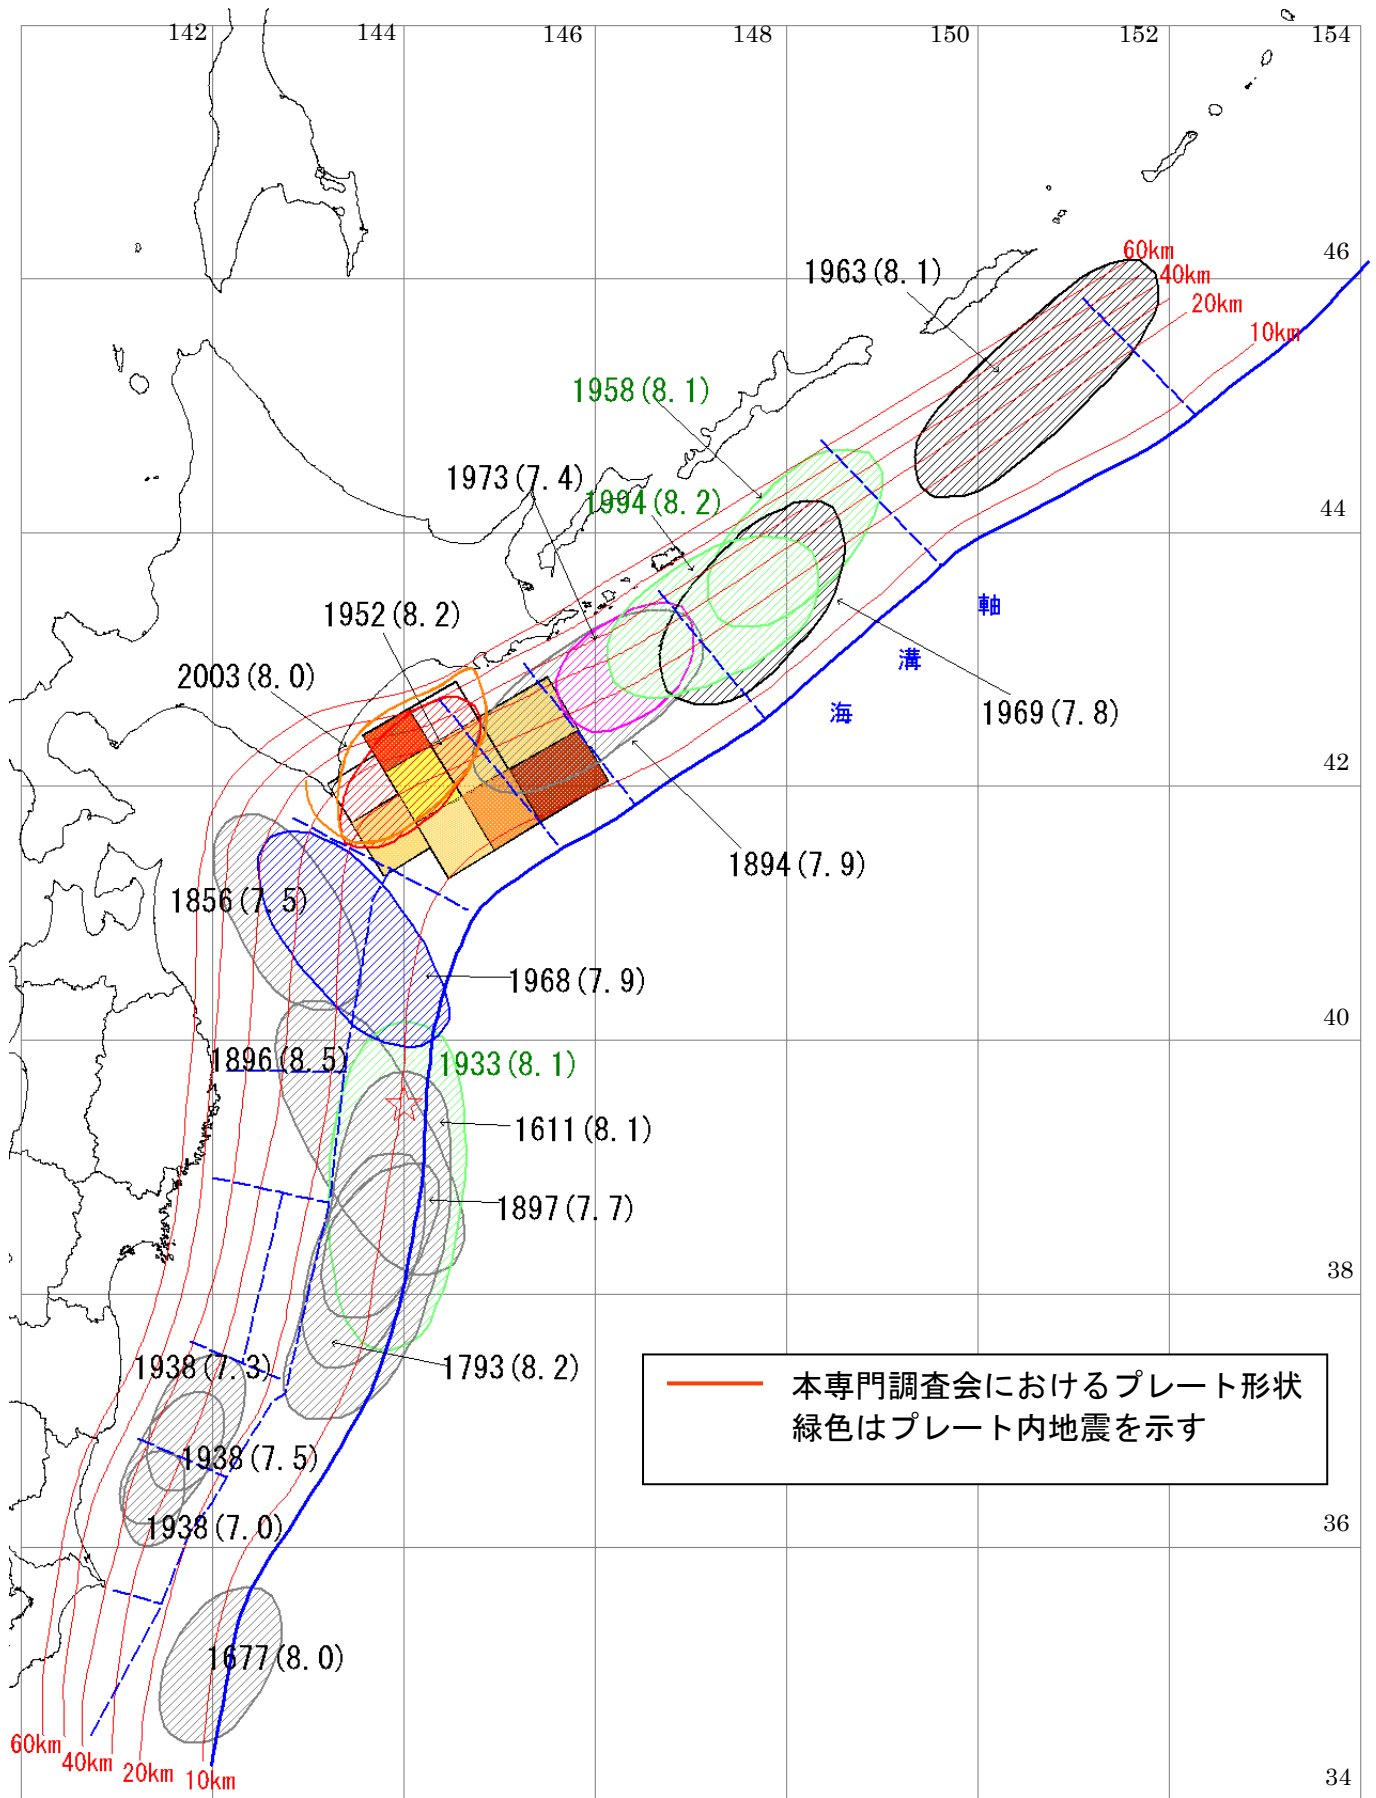 142
144
146
148
150
152
154
60km
46
1963(8.1)
40km
20km
10km
1958(8.1)
1973(7.4)
1994(8.2)
44
軸
1952(8.2)
溝
2003(8.0)
海
1969(7.8)
42
1894(7.9)
1856(7.5)
1968(7.9)
40
1896(8.5)
1933(8.1)
1611(8.1)
1897(7.7)
38
1938(7.3)
1793(8.2)
本専門調査会におけるプレート形状
緑色はプレート内地震を示す
1938(7.5)
1938(7.0)
36
1677(8.0)
60km
40km
20km
10km
34